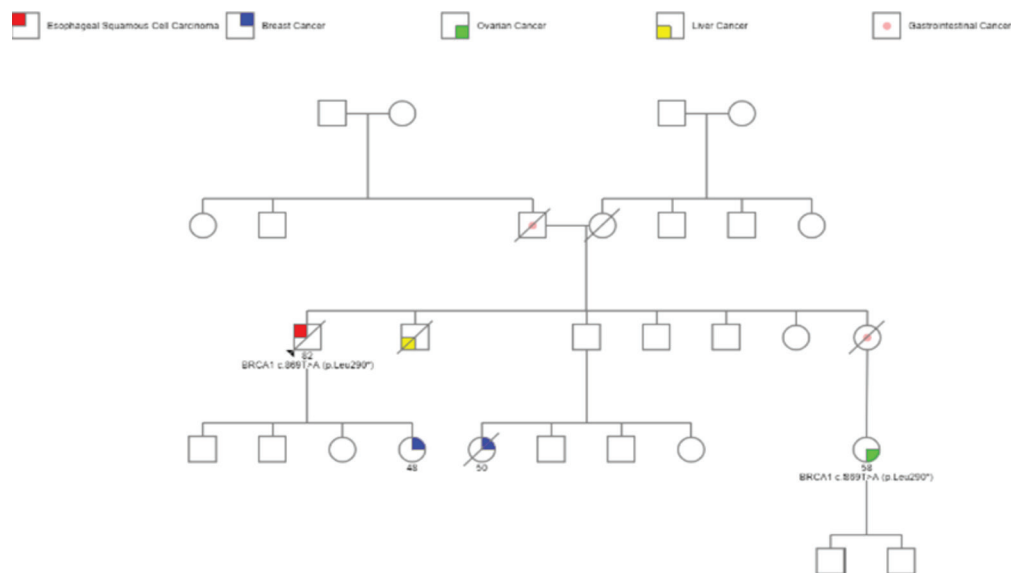 Esophageal Squamous Cell Carcinoma
Breast Cancer
Ovarian Cancer
Liver Cancer
Gastrointestinal Cancer
82
BRCA1 c.869T>A (p.Leu290*)
48
50
58
BRCA1 c.869T>A (p.Leu290*)